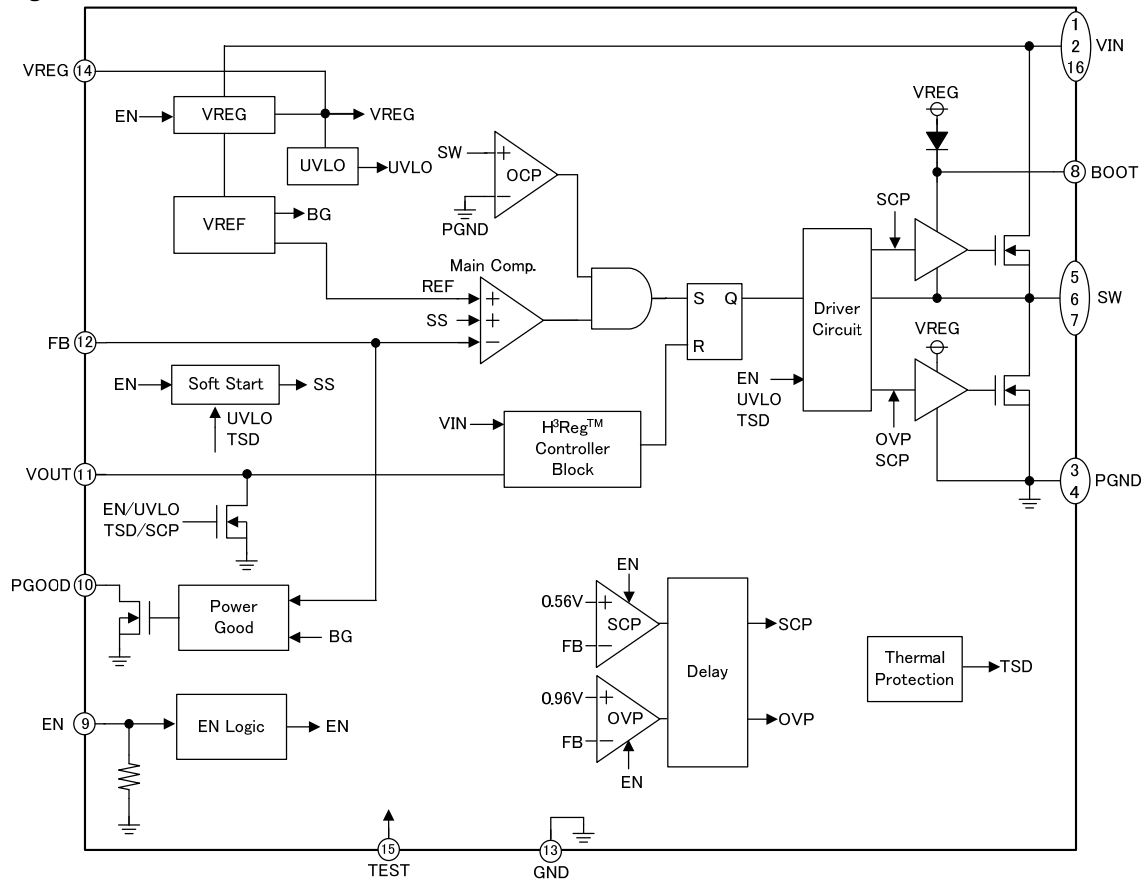 1
2
16
VIN
VREG
14
EN
VREG
VREG
UVLO
UVLO
VREF
BG
SW
+
OCP
−
PGND
VREG
8
BOOT
SCP
Main Comp.
REF
+
SS
+
−
S Q
R
Driver
Circuit
5
6
7
SW
FB
12
VREG
EN
Soft Start
SS
UVLO
TSD
EN
UVLO
TSD
VIN
H³Reg™
Controller
Block
OVP
SCP
VOUT
11
3
4
PGND
EN/UVLO
TSD/SCP
PGOOD
10
Power
Good
BG
EN
0.56V
+
SCP
FB
−
Delay
SCP
0.96V
+
OVP
FB
−
EN
OVP
Thermal
Protection
TSD
EN
9
EN Logic
EN
15
TEST
13
GND